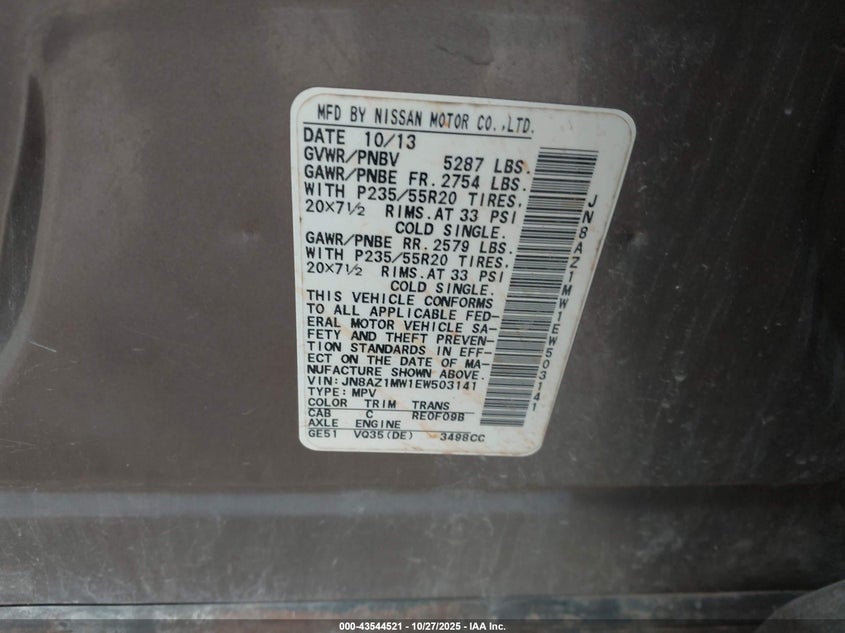 MFD BY NISSAN MOTOR CO.,LTD.
DATE 10/13
GVWR/PNBV 5287 LBS.
GAWR/PNBE FR. 2754 LBS.
WITH P235/55R20 TIRES,
20×7½ RIMS.AT 33 PSI
COLD SINGLE.
GAWR/PNBE RR. 2579 LBS.
WITH P235/55R20 TIRES,
20×7½ RIMS.AT 33 PSI
COLD SINGLE.
THIS VEHICLE CONFORMS
TO ALL APPLICABLE FED-
ERAL MOTOR VEHICLE SA-
FETY AND THEFT PREVEN-
TION STANDARDS IN EFF-
ECT ON THE DATE OF MA-
NUFACTURE SHOWN ABOVE.
VIN: JN8AZ1MW1EW503141
TYPE: MPV
COLOR TRIM TRANS
CAB C RE0F09B
AXLE ENGINE
GE51 VQ35(DE) 3498CC
JN8AZ1MW1EW503141
000-43544521 | 10/27/2025 - IAA Inc.